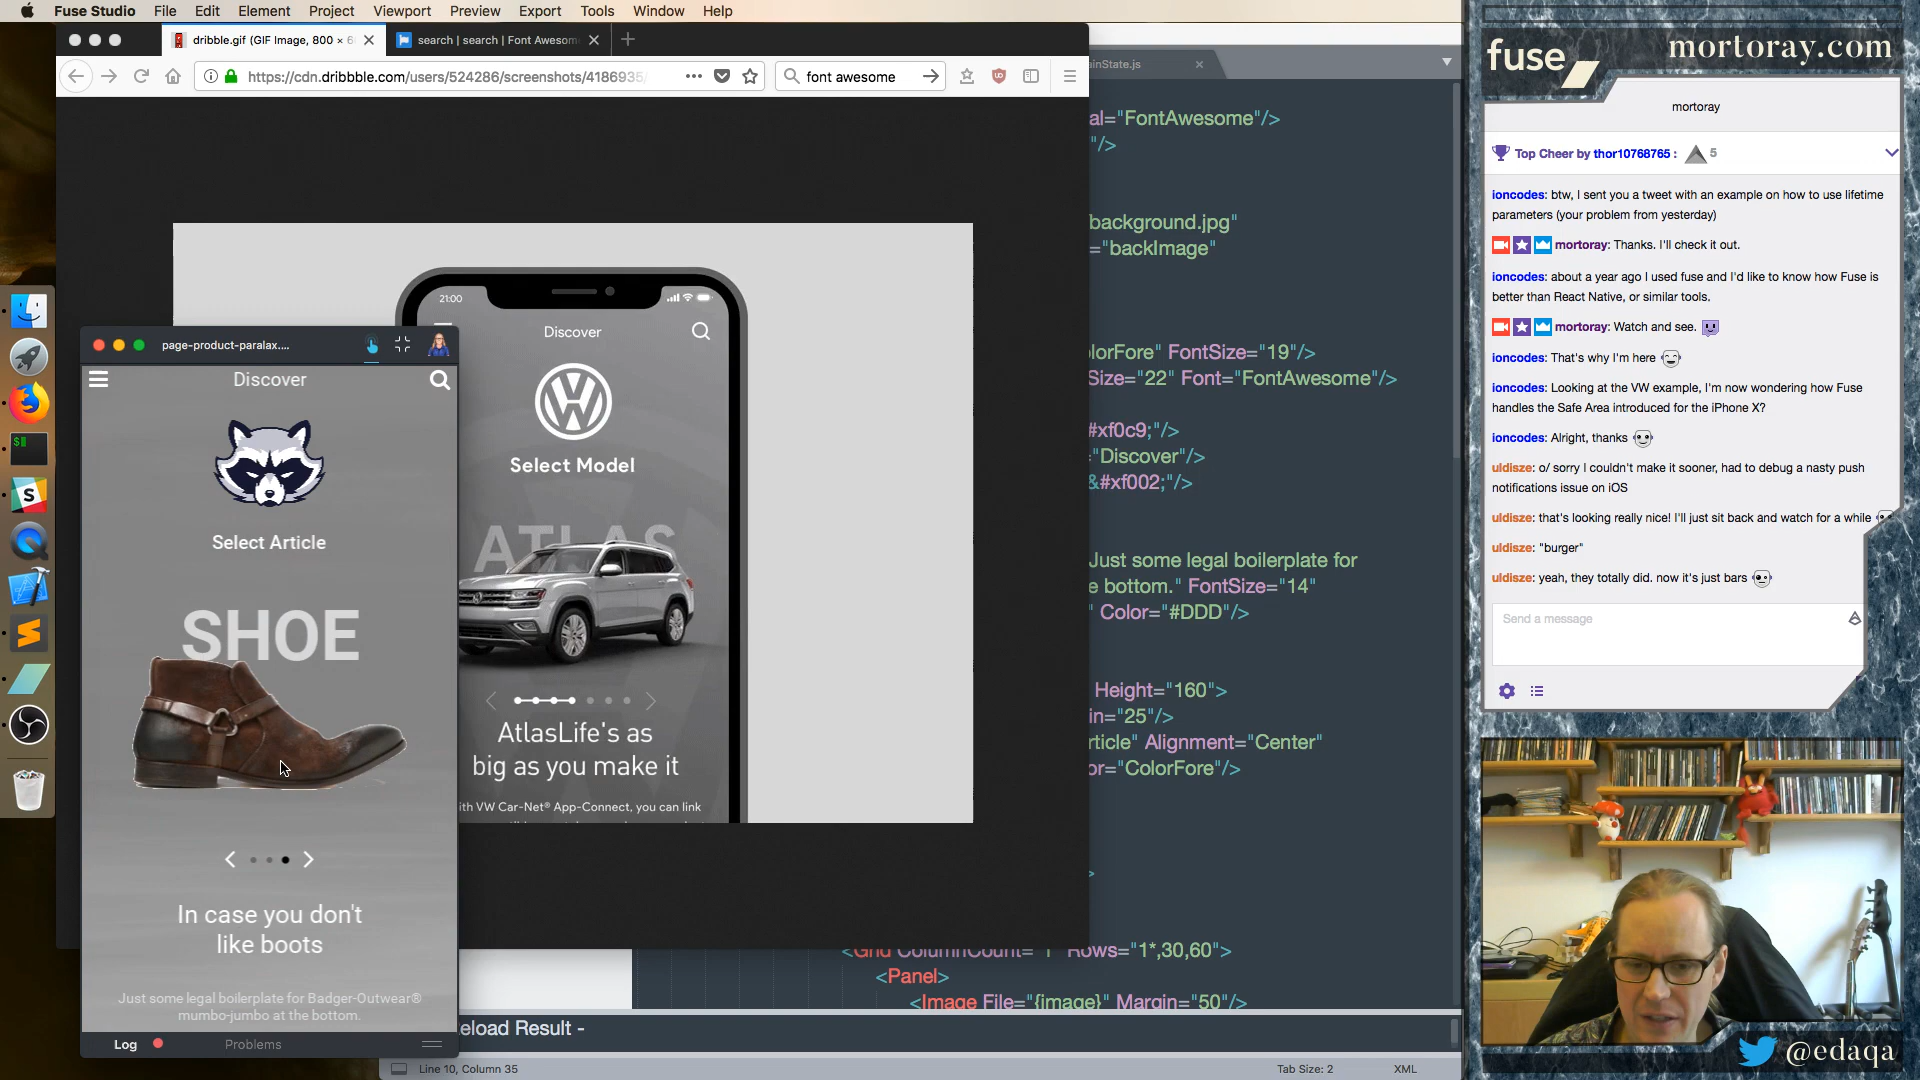 Fuse Studio File Edit Element Project Viewport Preview Export Tools Window Help
dribble.gif (GIF Image, 800 × 6
search | search | Font Awesom
https://cdn.dribbble.com/users/524286/screenshots/4186935/
font awesome
21:00
Discover
Select Model
ATLAS
AtlasLife's as
big as you make it
ith VW Car-Net® App-Connect, you can link
page-product-paralax....
Discover
Select Article
SHOE
In case you don't
like boots
Just some legal boilerplate for Badger-Outwear®
mumbo-jumbo at the bottom.
Log
Problems
ainState.js
al="FontAwesome"/>
"/>
background.jpg"
="backImage"
lorFore" FontSize="19"/>
Size="22" Font="FontAwesome"/>
#xf0c9;"/>
="Discover"/>
&#xf002;"/>
Just some legal boilerplate for
e bottom." FontSize="14"
" Color="#DDD"/>
Height="160">
in="25"/>
rticle" Alignment="Center"
or="ColorFore"/>
>
<Grid ColumnCount="1" Rows="1*,30,60">
<Panel>
<Image File="{image}" Margin="50"/>
eload Result -
Line 10, Column 35
Tab Size: 2
XML
fuse
mortoray.com
mortoray
Top Cheer by thor10768765 : 5
ioncodes: btw, I sent you a tweet with an example on how to use lifetime
parameters (your problem from yesterday)
mortoray: Thanks. I'll check it out.
ioncodes: about a year ago I used fuse and I'd like to know how Fuse is
better than React Native, or similar tools.
mortoray: Watch and see.
ioncodes: That's why I'm here
ioncodes: Looking at the VW example, I'm now wondering how Fuse
handles the Safe Area introduced for the iPhone X?
ioncodes: Alright, thanks
uldisze: o/ sorry I couldn't make it sooner, had to debug a nasty push
notifications issue on iOS
uldisze: that's looking really nice! I'll just sit back and watch for a while
uldisze: "burger"
uldisze: yeah, they totally did. now it's just bars
Send a message
@edaqa